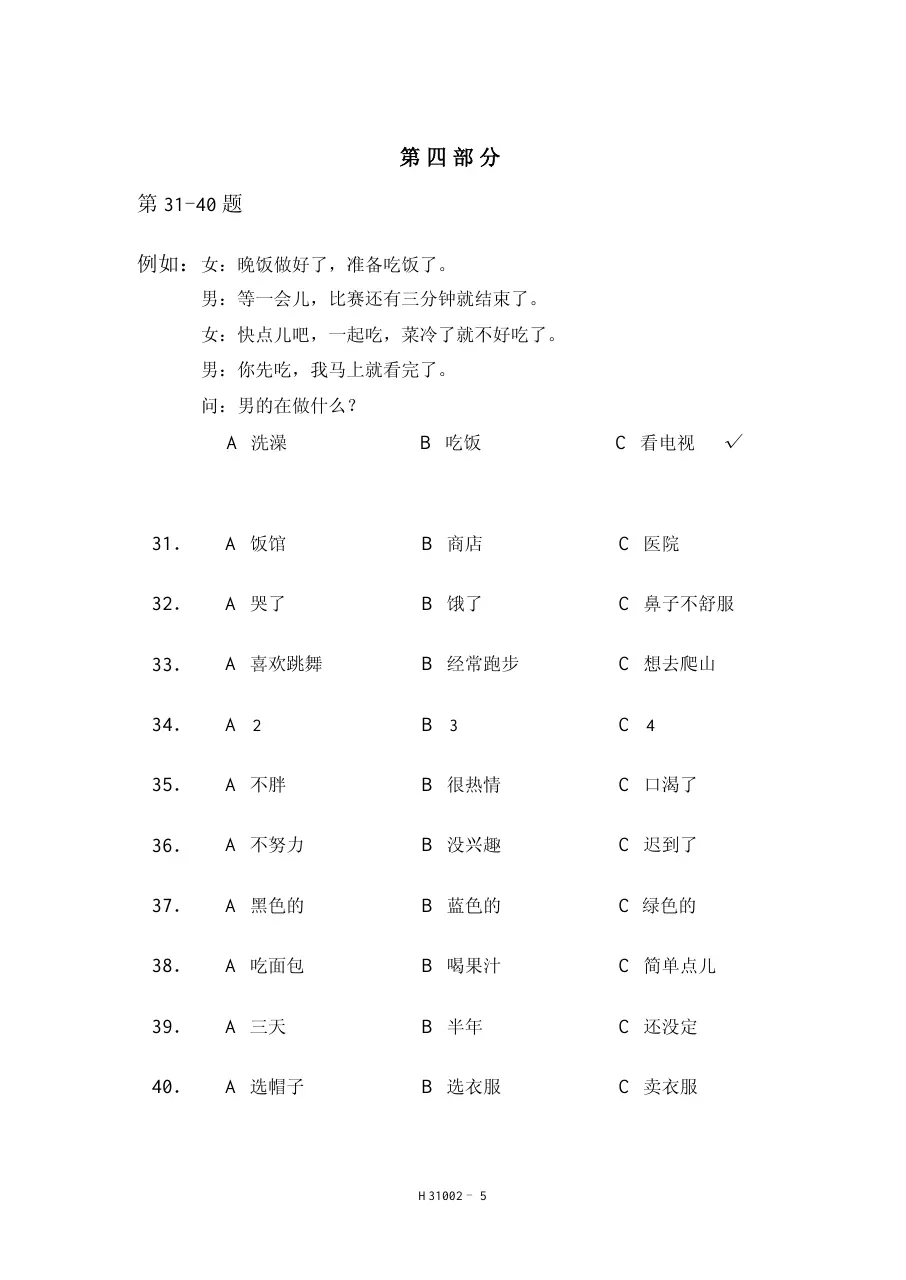 第四部分
第 31-40 题
例如：女：晚饭做好了，准备吃饭了。
男：等一会儿，比赛还有三分钟就结束了。
女：快点儿吧，一起吃，菜冷了就不好吃了。
男：你先吃，我马上就看完了。
问：男的在做什么？
A 洗澡 B 吃饭 C 看电视 √
31. A 饭馆 B 商店 C 医院
32. A 哭了 B 饿了 C 鼻子不舒服
33. A 喜欢跳舞 B 经常跑步 C 想去爬山
34. A 2 B 3 C 4
35. A 不胖 B 很热情 C 口渴了
36. A 不努力 B 没兴趣 C 迟到了
37. A 黑色的 B 蓝色的 C 绿色的
38. A 吃面包 B 喝果汁 C 简单点儿
39. A 三天 B 半年 C 还没定
40. A 选帽子 B 选衣服 C 卖衣服
H31002 - 5